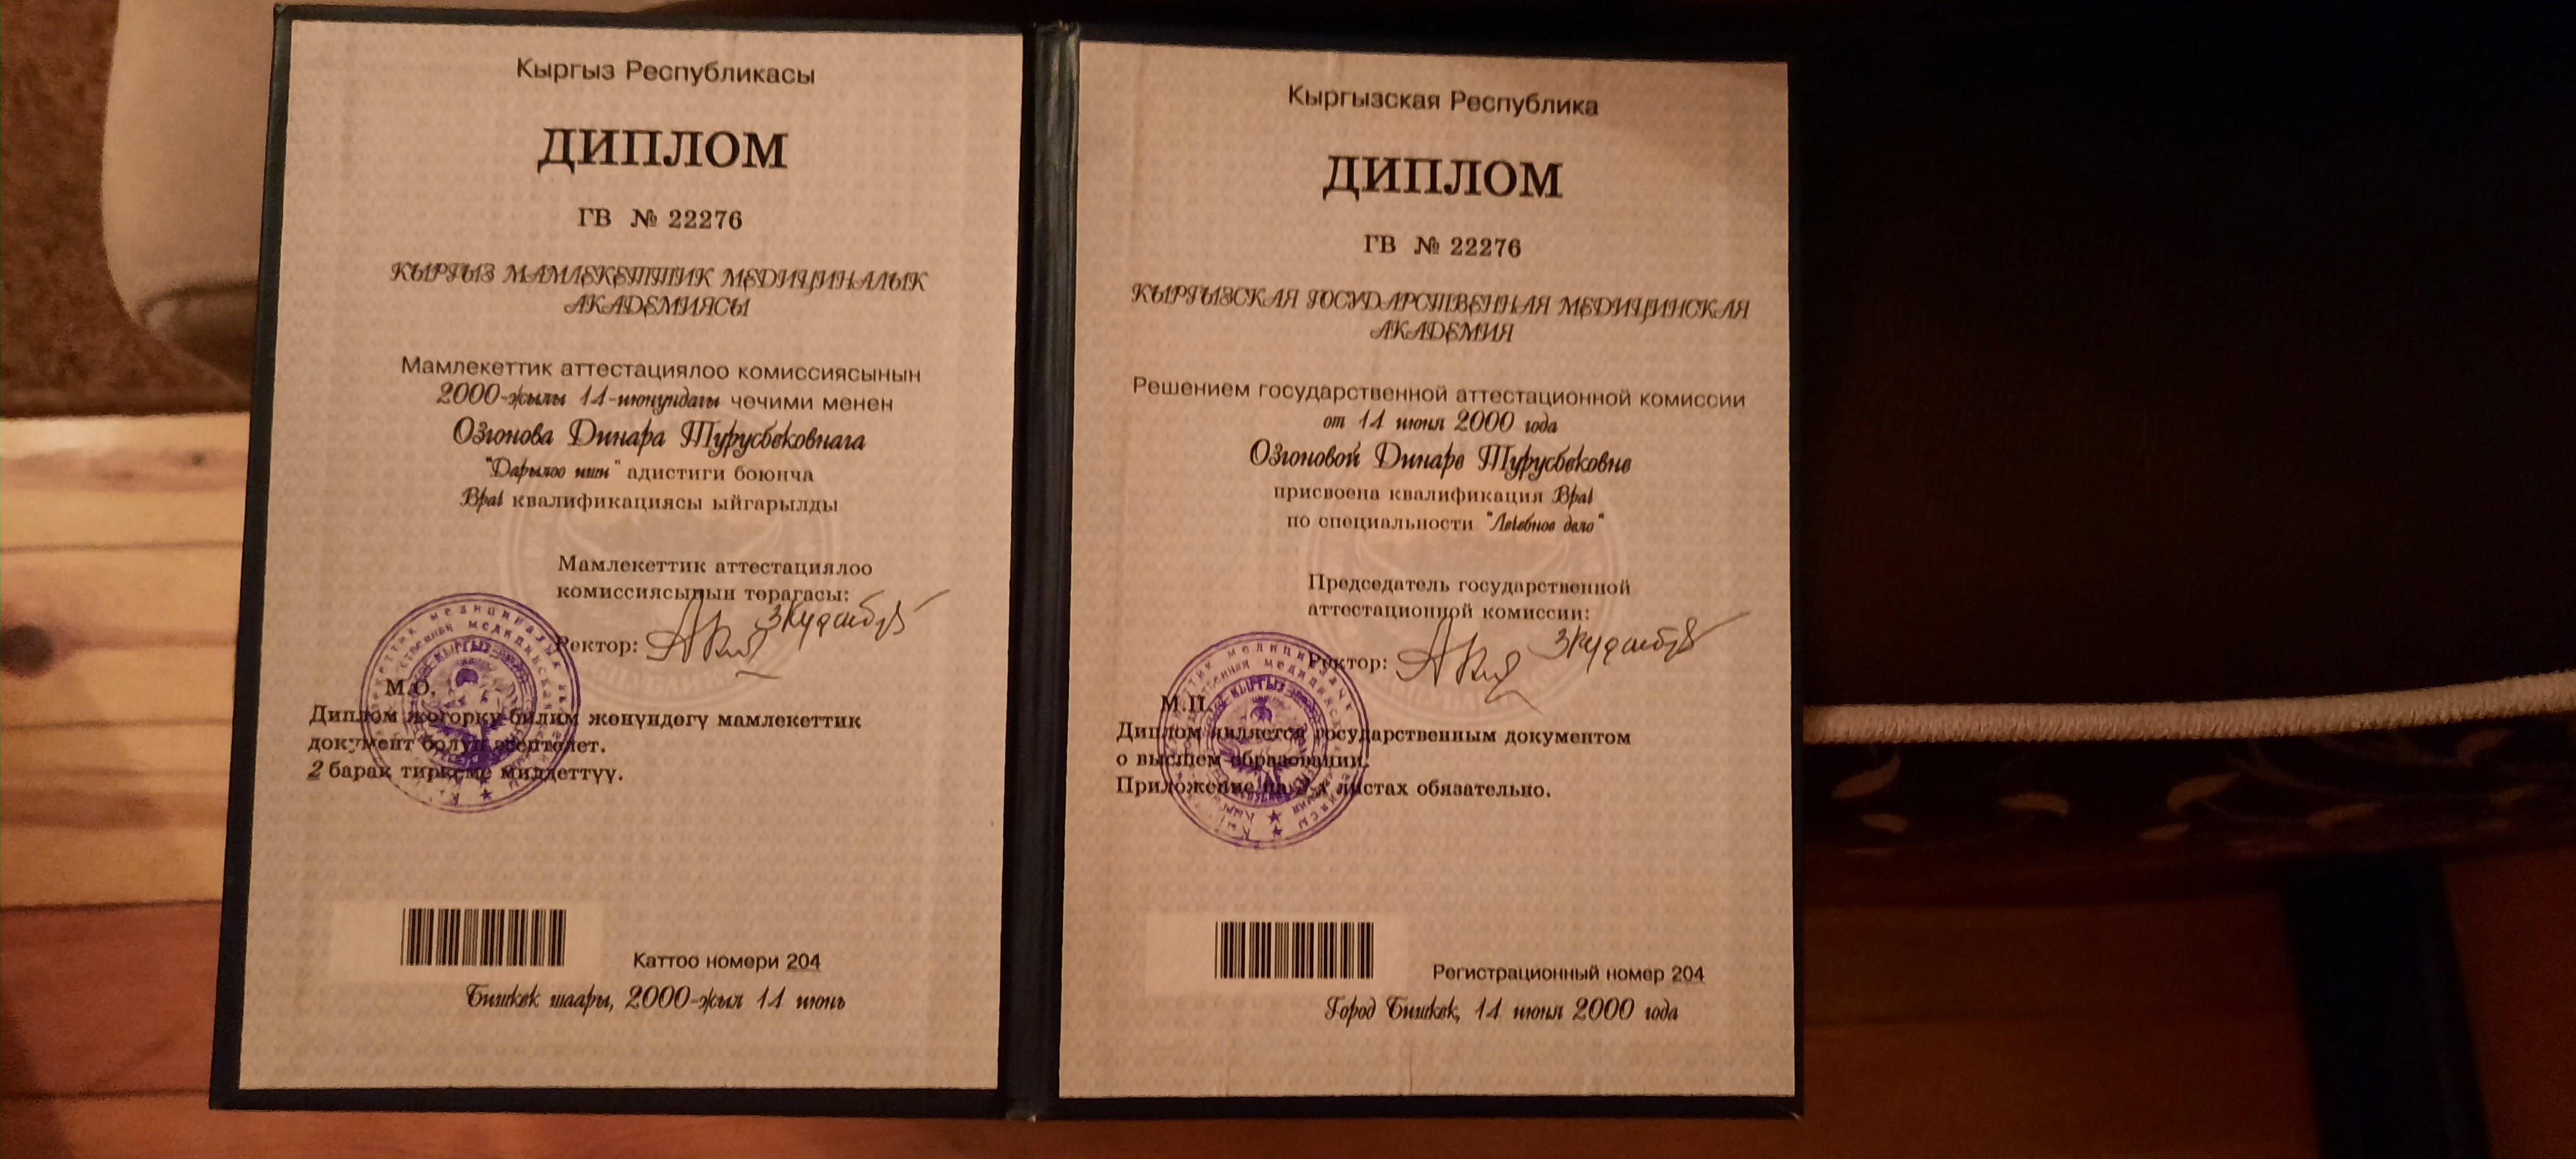 Кыргыз Республикасы
ДИПЛОМ
ГВ № 22276
КЫРГЫЗ МАМЛЕКЕТТИК МЕДИЦИНАЛЫК
АКАДЕМИЯСЫ
Мамлекеттик аттестациялоо комиссиясынын
2000-жылы 14-июнундагы чечими менен
Озгонова Динара Турусбековнага
"Дарылоо иши" адистиги боюнча
Врач квалификациясы ыйгарылды
Мамлекеттик аттестациялоо
комиссиясынын төрагасы:
Ректор:
М.О.
Диплом жогорку билим жөнүндөгү мамлекеттик
документ болуп эсептелет.
2 барак тиркеме милдеттүү.
Каттоо номери 204
Бишкек шаары, 2000-жыл 14 июнь
Кыргызская Республика
ДИПЛОМ
ГВ № 22276
КЫРГЫЗСКАЯ ГОСУДАРСТВЕННАЯ МЕДИЦИНСКАЯ
АКАДЕМИЯ
Решением государственной аттестационной комиссии
от 14 июня 2000 года
Озгоновой Динаре Турусбековне
присвоена квалификация Врач
по специальности "Лечебное дело"
Председатель государственной
аттестационной комиссии:
Ректор:
М.П.
Диплом является государственным документом
о высшем образовании.
Приложение на 2-х листах обязательно.
Регистрационный номер 204
Город Бишкек, 14 июня 2000 года